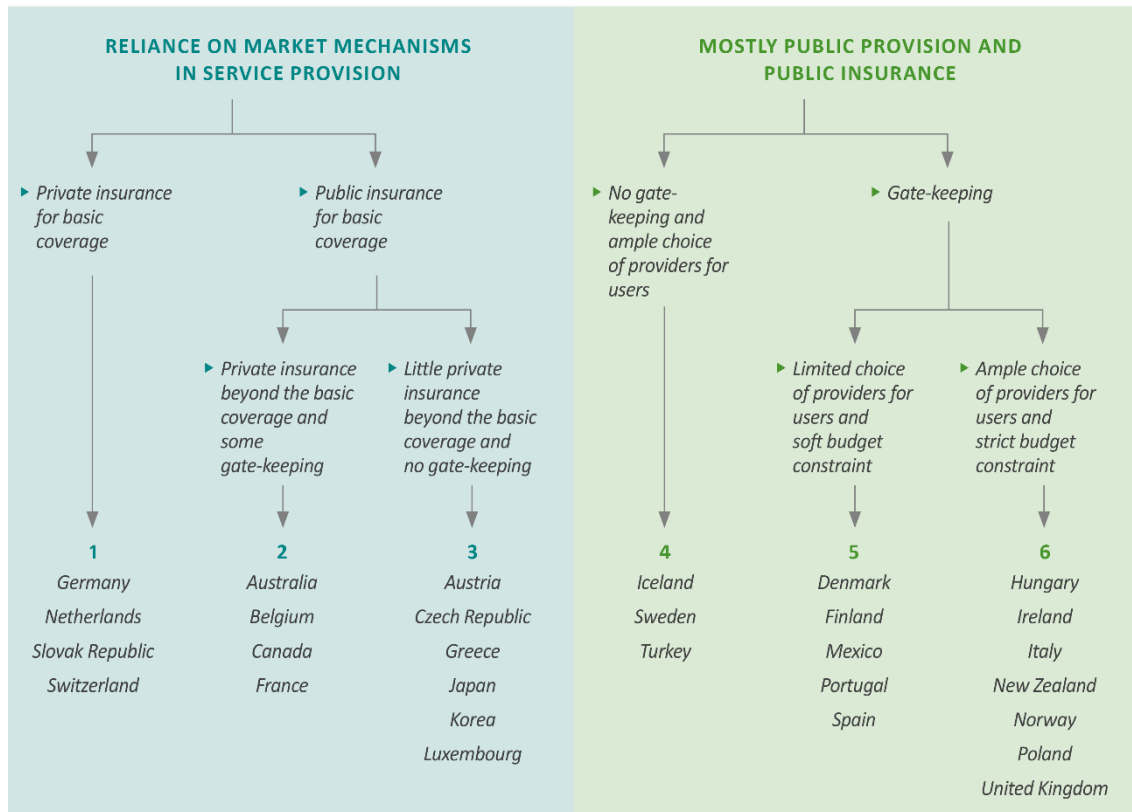 RELIANCE ON MARKET MECHANISMS
IN SERVICE PROVISION
Private insurance
for basic
coverage
Public insurance
for basic
coverage
Private insurance
beyond the basic
coverage and
some
gate-keeping
Little private
insurance
beyond the basic
coverage and
no gate-keeping
1
Germany
Netherlands
Slovak Republic
Switzerland
2
Australia
Belgium
Canada
France
3
Austria
Czech Republic
Greece
Japan
Korea
Luxembourg
MOSTLY PUBLIC PROVISION AND
PUBLIC INSURANCE
No gate-
keeping and
ample choice
of providers for
users
Gate-keeping
Limited choice
of providers for
users and
soft budget
constraint
Ample choice
of providers for
users and
strict budget
constraint
4
Iceland
Sweden
Turkey
5
Denmark
Finland
Mexico
Portugal
Spain
6
Hungary
Ireland
Italy
New Zealand
Norway
Poland
United Kingdom